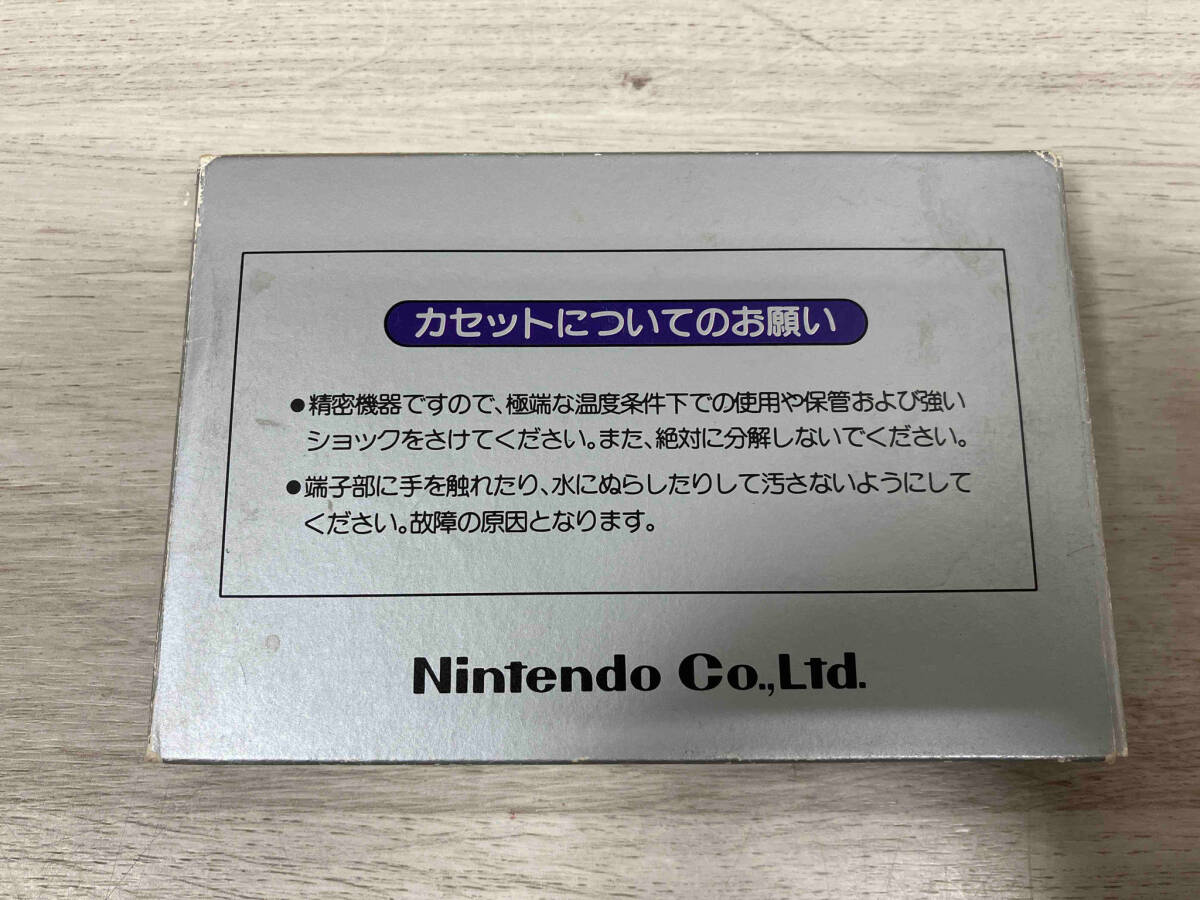 カセットについてのお願い
●精密機器ですので、極端な温度条件下での使用や保管および強い
ショックをさけてください。また、絶対に分解しないでください。
●端子部に手を触れたり、水にぬらしたりして汚さないようにして
ください。故障の原因となります。
Nintendo Co.,Ltd.